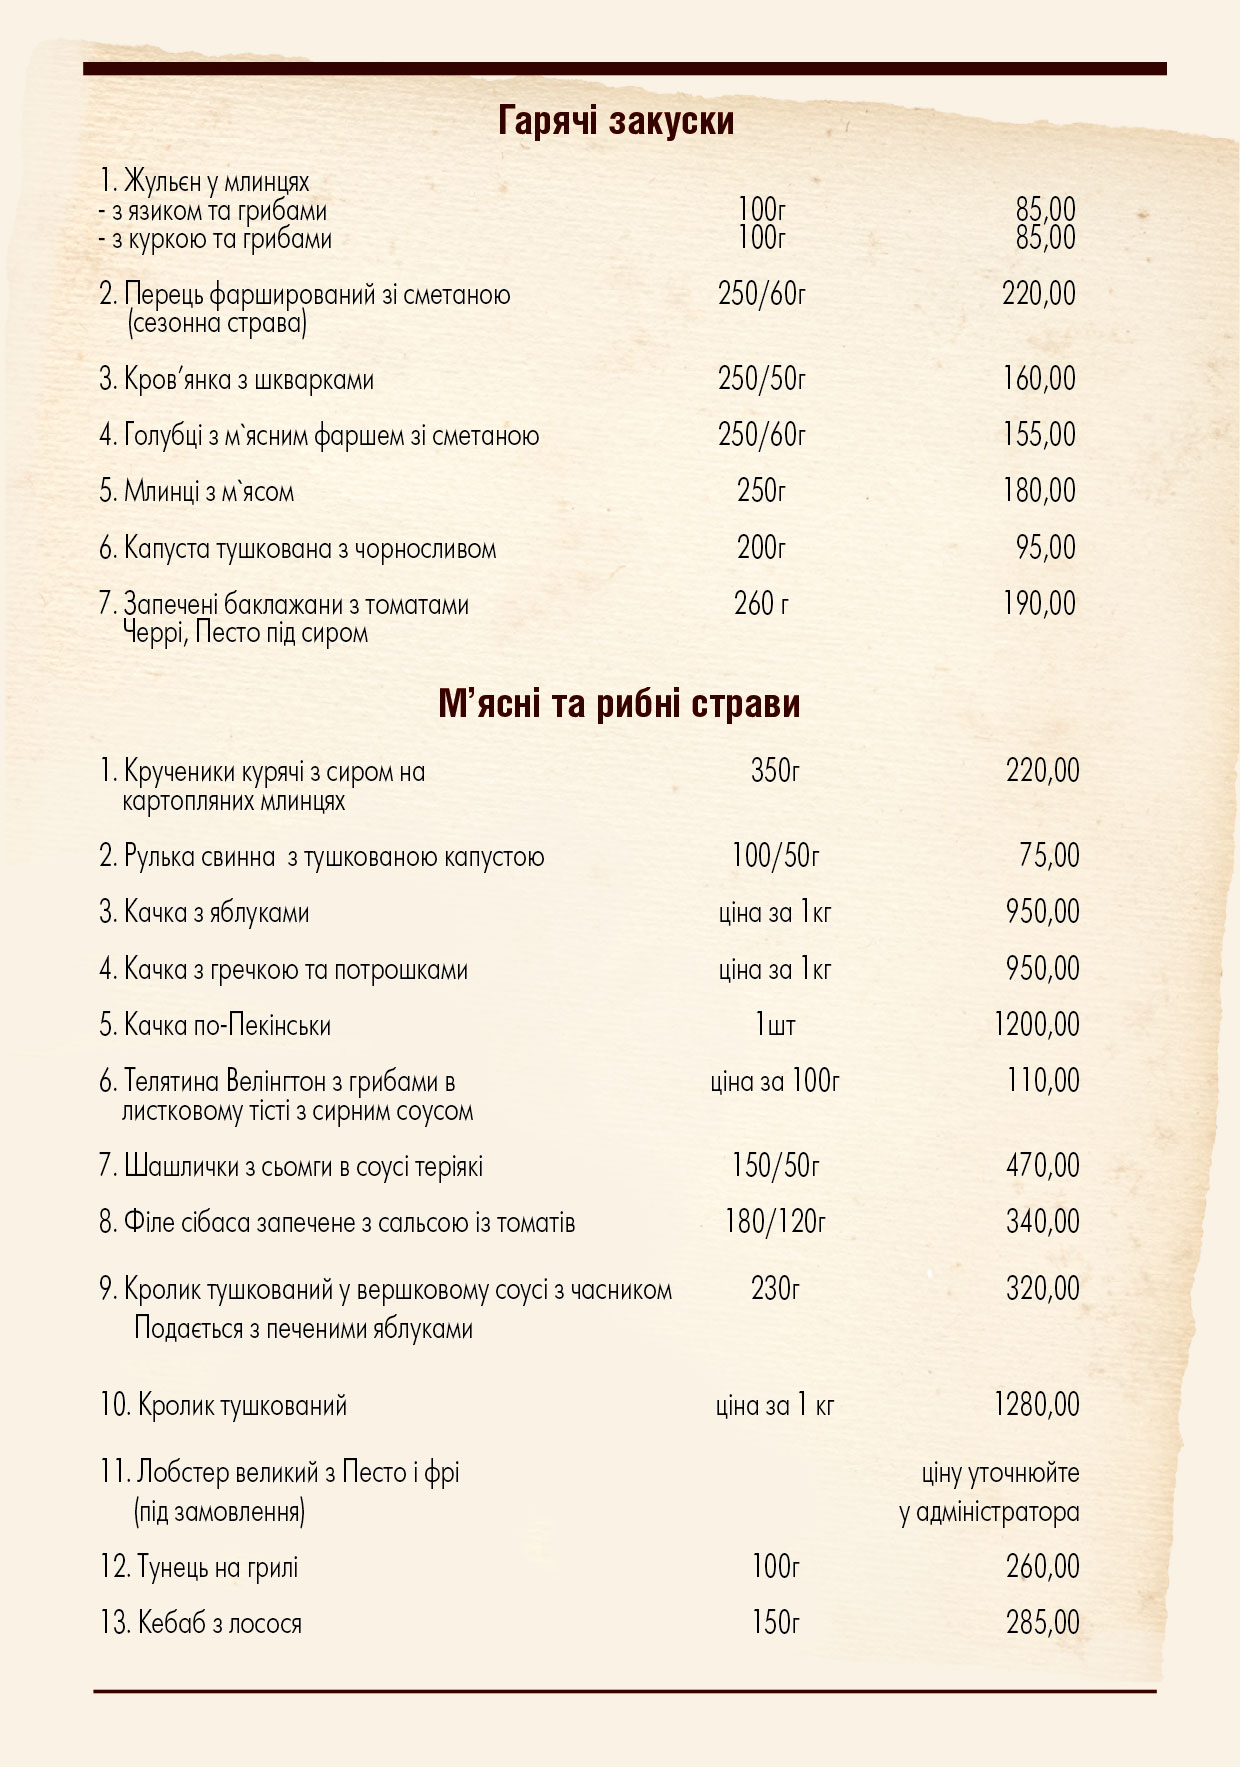 Гарячі закуски
1. Жульєн у млинцях
- з язиком та грибами 100г 85,00
- з куркою та грибами 100г 85,00
2. Перець фарширований зі сметаною 250/60г 220,00
(сезонна страва)
3. Кров’янка з шкварками 250/50г 160,00
4. Голубці з м`ясним фаршем зі сметаною 250/60г 155,00
5. Млинці з м`ясом 250г 180,00
6. Капуста тушкована з чорносливом 200г 95,00
7. Запечені баклажани з томатами 260 г 190,00
Черрі, Песто під сиром
М’ясні та рибні страви
1. Крученики курячі з сиром на 350г 220,00
картопляних млинцях
2. Рулька свинна з тушкованою капустою 100/50г 75,00
3. Качка з яблуками ціна за 1кг 950,00
4. Качка з гречкою та потрошками ціна за 1кг 950,00
5. Качка по-Пекінськи 1шт 1200,00
6. Телятина Велінгтон з грибами в ціна за 100г 110,00
листковому тісті з сирним соусом
7. Шашлички з сьомги в соусі теріякі 150/50г 470,00
8. Філе сібаса запечене з сальсою із томатів 180/120г 340,00
9. Кролик тушкований у вершковому соусі з часником 230г 320,00
Подається з печеними яблуками
10. Кролик тушкований ціна за 1 кг 1280,00
11. Лобстер великий з Песто і фрі ціну уточнюйте
(під замовлення) у адміністратора
12. Тунець на грилі 100г 260,00
13. Кебаб з лосося 150г 285,00